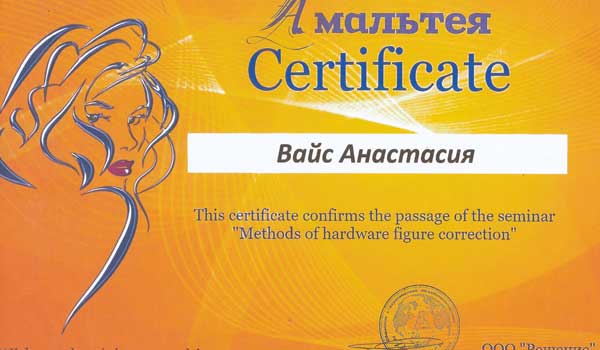 Амальтея
Certificate
Вайс Анастасия
This certificate confirms the passage of the seminar
"Methods of hardware figure correction"
ООО "Решение"